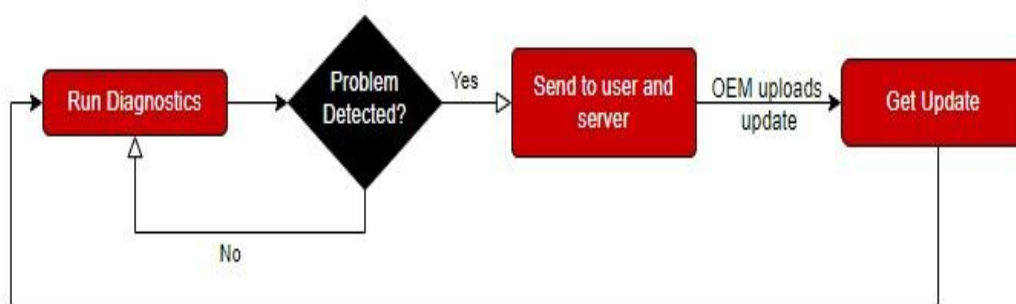 Run Diagnostics
Problem
Detected?
Yes
Send to user and
server
OEM uploads
update
Get Update
No